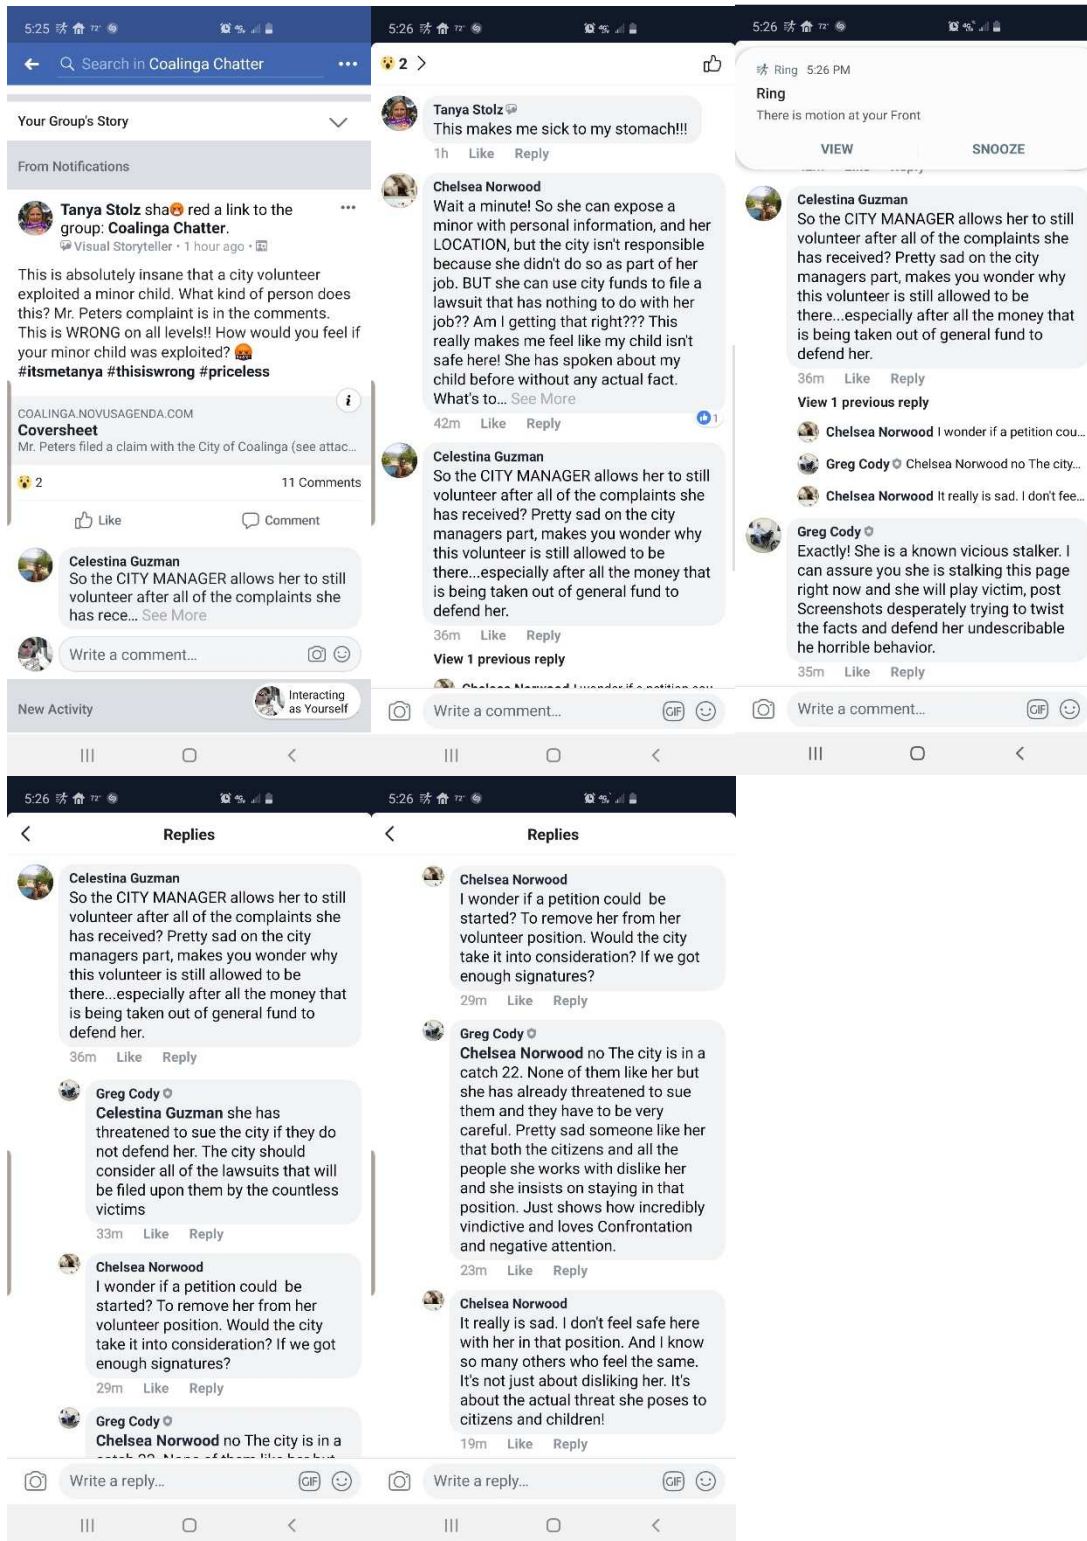 5:25 72°
Search in Coalinga Chatter
Your Group's Story
From Notifications
Tanya Stolz sha red a link to the
group: Coalinga Chatter.
Visual Storyteller · 1 hour ago ·
This is absolutely insane that a city volunteer
exploited a minor child. What kind of person does
this? Mr. Peters complaint is in the comments.
This is WRONG on all levels!! How would you feel if
your minor child was exploited? 🤬
#itsmetanya #thisiswrong #priceless
COALINGA.NOVUSAGENDA.COM
Coversheet
Mr. Peters filed a claim with the City of Coalinga (see attac...
2
11 Comments
Like
Comment
Celestina Guzman
So the CITY MANAGER allows her to still
volunteer after all of the complaints she
has rece... See More
Write a comment...
New Activity
Interacting
as Yourself
5:26 72°
2
Tanya Stolz
This makes me sick to my stomach!!!
1h Like Reply
Chelsea Norwood
Wait a minute! So she can expose a
minor with personal information, and her
LOCATION, but the city isn't responsible
because she didn't do so as part of her
job. BUT she can use city funds to file a
lawsuit that has nothing to do with her
job?? Am I getting that right??? This
really makes me feel like my child isn't
safe here! She has spoken about my
child before without any actual fact.
What's to... See More
42m Like Reply
1
Celestina Guzman
So the CITY MANAGER allows her to still
volunteer after all of the complaints she
has received? Pretty sad on the city
managers part, makes you wonder why
this volunteer is still allowed to be
there...especially after all the money that
is being taken out of general fund to
defend her.
36m Like Reply
View 1 previous reply
Chelsea Norwood I wonder if a petition cou...
Write a comment...
GIF
5:26 72°
Ring 5:26 PM
Ring
There is motion at your Front
VIEW
SNOOZE
Celestina Guzman
So the CITY MANAGER allows her to still
volunteer after all of the complaints she
has received? Pretty sad on the city
managers part, makes you wonder why
this volunteer is still allowed to be
there...especially after all the money that
is being taken out of general fund to
defend her.
36m Like Reply
View 1 previous reply
Chelsea Norwood I wonder if a petition cou...
Greg Cody Chelsea Norwood no The city...
Chelsea Norwood It really is sad. I don't fee...
Greg Cody
Exactly! She is a known vicious stalker. I
can assure you she is stalking this page
right now and she will play victim, post
Screenshots desperately trying to twist
the facts and defend her undescribable
he horrible behavior.
35m Like Reply
Write a comment...
GIF
5:26 72°
Replies
Celestina Guzman
So the CITY MANAGER allows her to still
volunteer after all of the complaints she
has received? Pretty sad on the city
managers part, makes you wonder why
this volunteer is still allowed to be
there...especially after all the money that
is being taken out of general fund to
defend her.
36m Like Reply
Greg Cody
Celestina Guzman she has
threatened to sue the city if they do
not defend her. The city should
consider all of the lawsuits that will
be filed upon them by the countless
victims
33m Like Reply
Chelsea Norwood
I wonder if a petition could be
started? To remove her from her
volunteer position. Would the city
take it into consideration? If we got
enough signatures?
29m Like Reply
Greg Cody
Chelsea Norwood no The city is in a
catch 22. None of them like her but
Write a reply...
GIF
5:26 72°
Replies
Chelsea Norwood
I wonder if a petition could be
started? To remove her from her
volunteer position. Would the city
take it into consideration? If we got
enough signatures?
29m Like Reply
Greg Cody
Chelsea Norwood no The city is in a
catch 22. None of them like her but
she has already threatened to sue
them and they have to be very
careful. Pretty sad someone like her
that both the citizens and all the
people she works with dislike her
and she insists on staying in that
position. Just shows how incredibly
vindictive and loves Confrontation
and negative attention.
23m Like Reply
Chelsea Norwood
It really is sad. I don't feel safe here
with her in that position. And I know
so many others who feel the same.
It's not just about disliking her. It's
about the actual threat she poses to
citizens and children!
19m Like Reply
Write a reply...
GIF